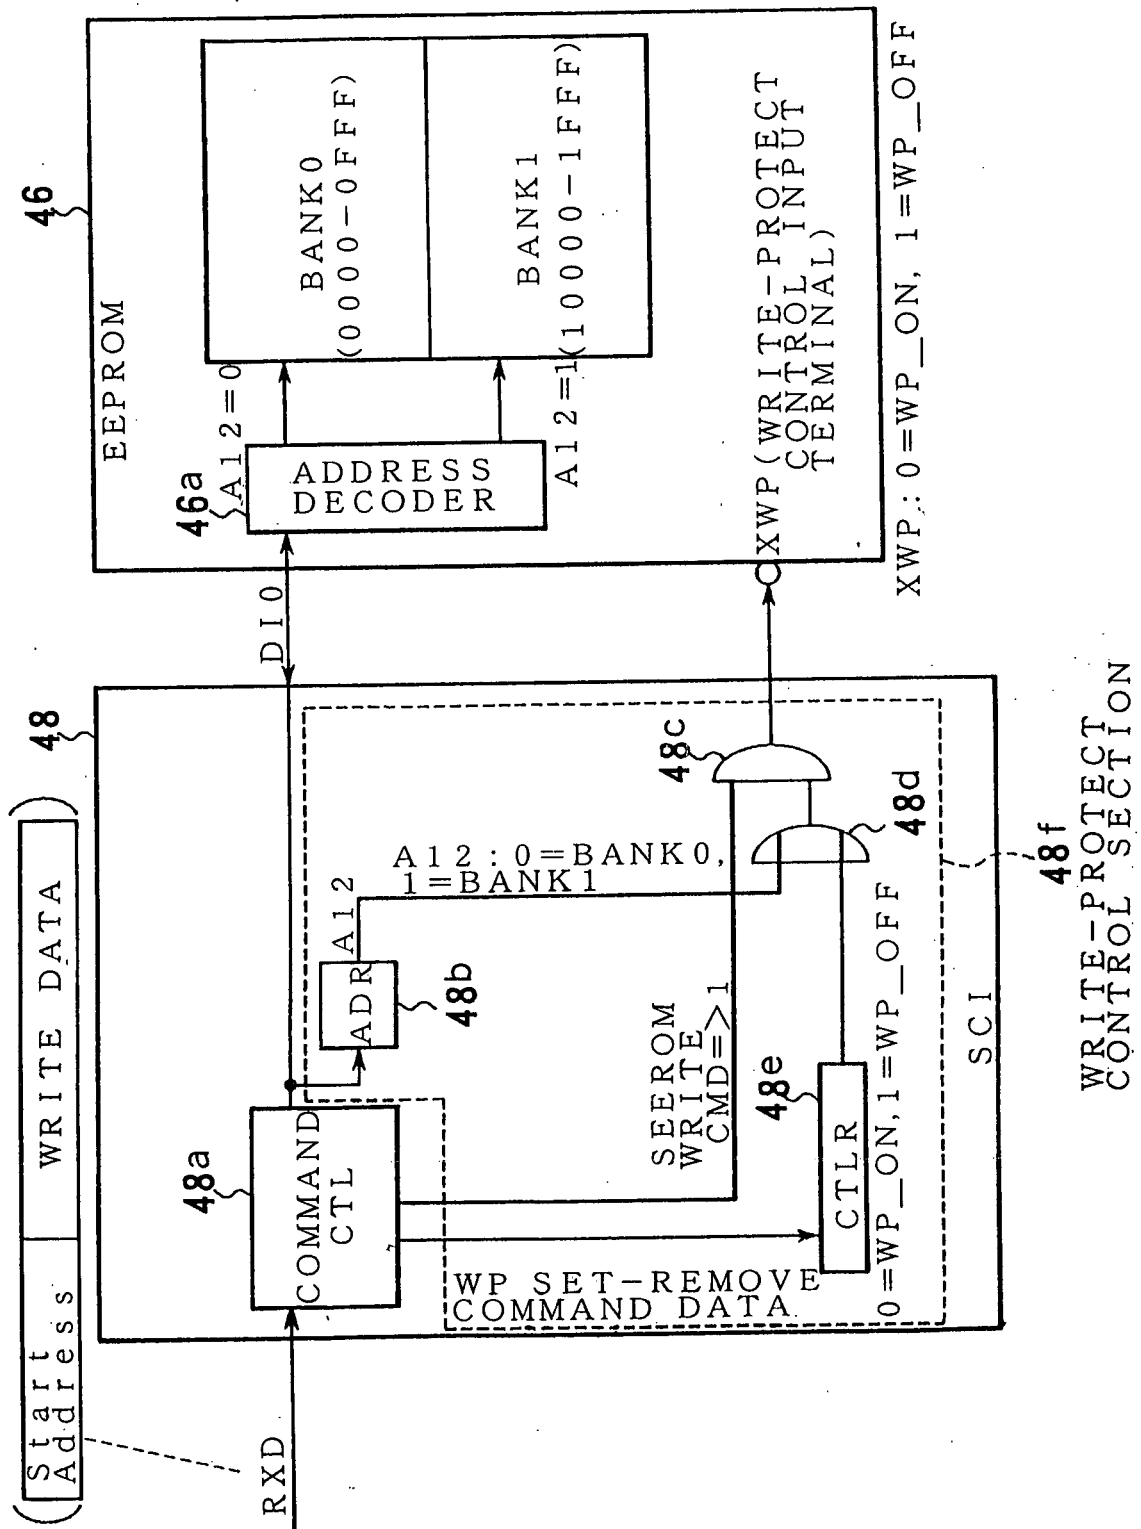 (Start
Address
WRITE DATA)
RXD
48
48a
COMMAND
CTL
ADR
48b
A12
A12:0=BANK0,
1=BANK1
48c
48d
SEEROM
WRITE
CMD=>1
48e
CTLR
0=WP_ON,1=WP_OFF
WP SET-REMOVE
COMMAND DATA
SCI
48f
WRITE-PROTECT
CONTROL SECTION
DIO
46
EEPROM
46a
ADDRESS
DECODER
A12=0
A12=1
BANK0
(0000-0FFF)
BANK1
(10000-1FFF)
XWP(WRITE-PROTECT
CONTROL INPUT
TERMINAL)
XWP:0=WP_ON, 1=WP_OFF